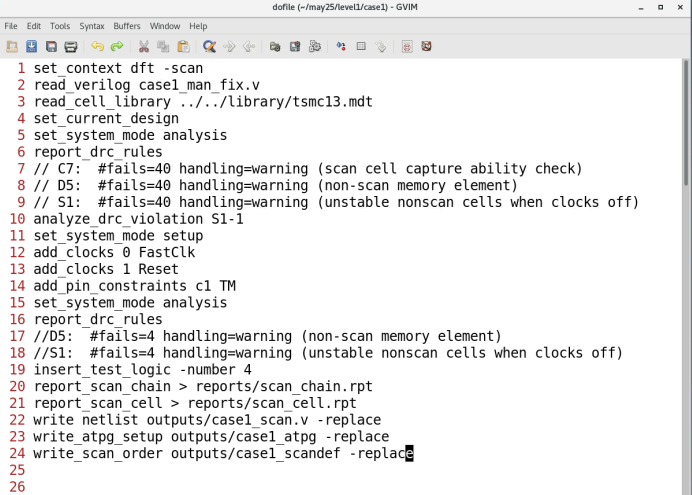 dofile (~/may25/level1/case1) - GVIM
File Edit Tools Syntax Buffers Window Help
1 set_context dft -scan
2 read_verilog case1_man_fix.v
3 read_cell_library ../../library/tsmc13.mdt
4 set_current_design
5 set_system_mode analysis
6 report_drc_rules
7 // C7:  #fails=40 handling=warning (scan cell capture ability check)
8 // D5:  #fails=40 handling=warning (non-scan memory element)
9 // S1:  #fails=40 handling=warning (unstable nonscan cells when clocks off)
10 analyze_drc_violation S1-1
11 set_system_mode setup
12 add_clocks 0 FastClk
13 add_clocks 1 Reset
14 add_pin_constraints c1 TM
15 set_system_mode analysis
16 report_drc_rules
17 //D5:  #fails=4 handling=warning (non-scan memory element)
18 //S1:  #fails=4 handling=warning (unstable nonscan cells when clocks off)
19 insert_test_logic -number 4
20 report_scan_chain > reports/scan_chain.rpt
21 report_scan_cell > reports/scan_cell.rpt
22 write netlist outputs/case1_scan.v -replace
23 write_atpg_setup outputs/case1_atpg -replace
24 write_scan_order outputs/case1_scandef -replace
25
26